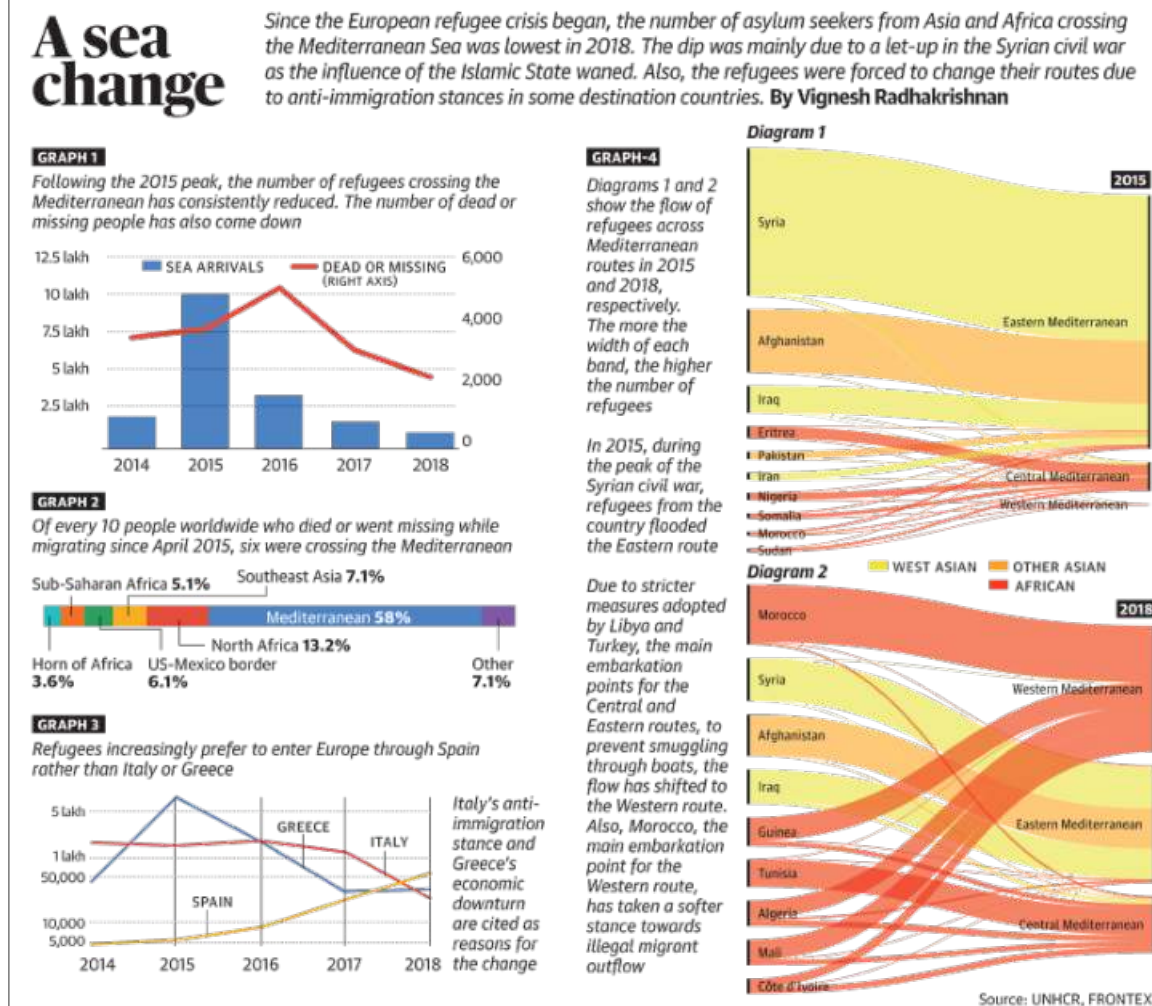 A sea
change
Since the European refugee crisis began, the number of asylum seekers from Asia and Africa crossing
the Mediterranean Sea was lowest in 2018. The dip was mainly due to a let-up in the Syrian civil war
as the influence of the Islamic State waned. Also, the refugees were forced to change their routes due
to anti-immigration stances in some destination countries. By Vignesh Radhakrishnan
GRAPH 1
Following the 2015 peak, the number of refugees crossing the
Mediterranean has consistently reduced. The number of dead or
missing people has also come down
12.5 lakh
10 lakh
7.5 lakh
5 lakh
2.5 lakh
SEA ARRIVALS
DEAD OR MISSING
(RIGHT AXIS)
6,000
4,000
2,000
0
2014 2015 2016 2017 2018
GRAPH 2
Of every 10 people worldwide who died or went missing while
migrating since April 2015, six were crossing the Mediterranean
Sub-Saharan Africa 5.1%
Southeast Asia 7.1%
Mediterranean 58%
North Africa 13.2%
Horn of Africa
3.6%
US-Mexico border
6.1%
Other
7.1%
GRAPH 3
Refugees increasingly prefer to enter Europe through Spain
rather than Italy or Greece
5 lakh
1 lakh
50,000
10,000
5,000
GREECE
ITALY
SPAIN
2014 2015 2016 2017 2018
Italy's anti-
immigration
stance and
Greece's
economic
downturn
are cited as
reasons for
the change
GRAPH-4
Diagrams 1 and 2
show the flow of
refugees across
Mediterranean
routes in 2015
and 2018,
respectively.
The more the
width of each
band, the higher
the number of
refugees
In 2015, during
the peak of the
Syrian civil war,
refugees from the
country flooded
the Eastern route
Due to stricter
measures adopted
by Libya and
Turkey, the main
embarkation
points for the
Central and
Eastern routes, to
prevent smuggling
through boats, the
flow has shifted to
the Western route.
Also, Morocco, the
main embarkation
point for the
Western route,
has taken a softer
stance towards
illegal migrant
outflow
Diagram 1
2015
Syria
Afghanistan
Iraq
Eritrea
Pakistan
Iran
Nigeria
Somalia
Morocco
Sudan
Eastern Mediterranean
Central Mediterranean
Western Mediterranean
Diagram 2
WEST ASIAN
OTHER ASIAN
AFRICAN
2018
Morocco
Syria
Afghanistan
Iraq
Guinea
Tunisia
Algeria
Mali
Côte d'Ivoire
Western Mediterranean
Eastern Mediterranean
Central Mediterranean
Source: UNHCR, FRONTEX